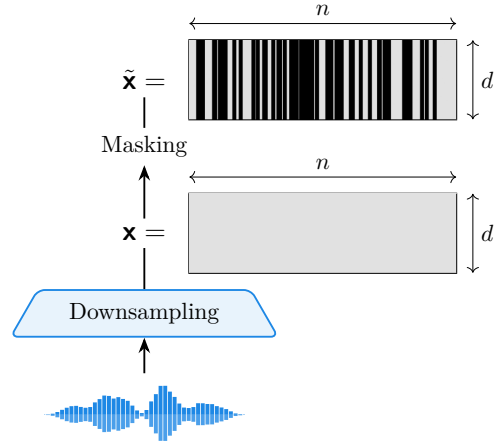 n
x̃ =
d
Masking
n
x =
d
Downsampling